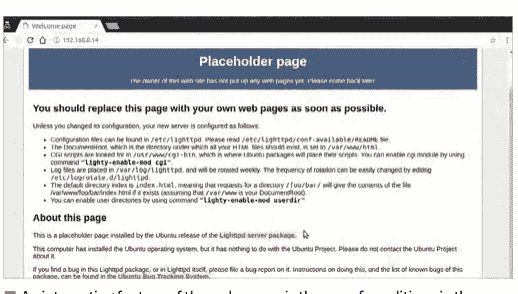 Welcome page
192.168.0.14
Placeholder page
The owner of this web site has not put up any web pages yet. Please come back later.
You should replace this page with your own web pages as soon as possible.
Unless you changed its configuration, your new server is configured as follows:
Configuration files can be found in /etc/lighttpd. Please read /etc/lighttpd/conf-available/README file.
The DocumentRoot, which is the directory under which all your HTML files should exist, is set to /var/www/html.
CGI scripts are looked for in /usr/www/cgi-bin, which is where Ubuntu packages will place their scripts. You can enable cgi module by using
command "lighty-enable-mod cgi".
Log files are placed in /var/log/lighttpd, and will be rotated weekly. The frequency of rotation can be easily changed by editing
/etc/logrotate.d/lighttpd.
The default directory index is index.html, meaning that requests for a directory /foo/bar/ will give the contents of the file
/var/www/foo/bar/index.html if it exists (assuming that /var/www is your DocumentRoot).
You can enable user directories by using command "lighty-enable-mod userdir"
About this page
This is a placeholder page installed by the Ubuntu release of the Lighttpd server package.
This computer has installed the Ubuntu operating system, but it has nothing to do with the Ubuntu Project. Please do not contact the Ubuntu Project
about it.
If you find a bug in this Lighttpd package, or in Lighttpd itself, please file a bug report on it. Instructions on doing this, and the list of known bugs of this
package, can be found in the Ubuntu Bug Tracking System.